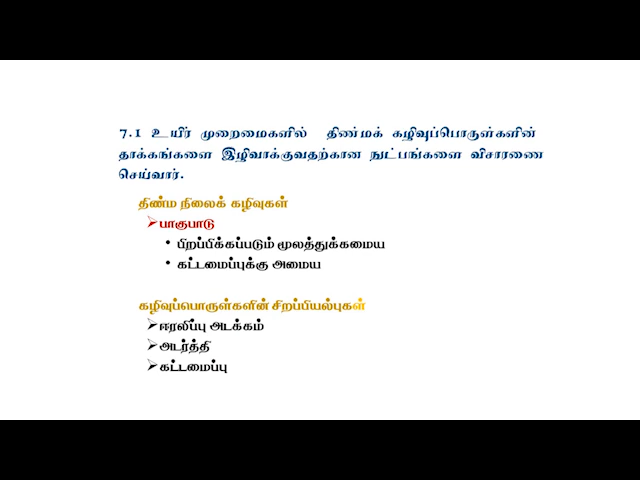 7.1 உயிர் முறைமைகளில் திண்மக் கழிவுப்பொருள்களின்
தாக்கங்களை இழிவாக்குவதற்கான நுட்பங்களை விசாரணை
செய்வார்.
திண்ம நிலைக் கழிவுகள்
பாகுபாடு
• பிறப்பிக்கப்படும் மூலத்துக்கமைய
• கட்டமைப்புக்கு அமைய
கழிவுப்பொருள்களின் சிறப்பியல்புகள்
ஈரலிப்பு அடக்கம்
அடர்த்தி
கட்டமைப்பு